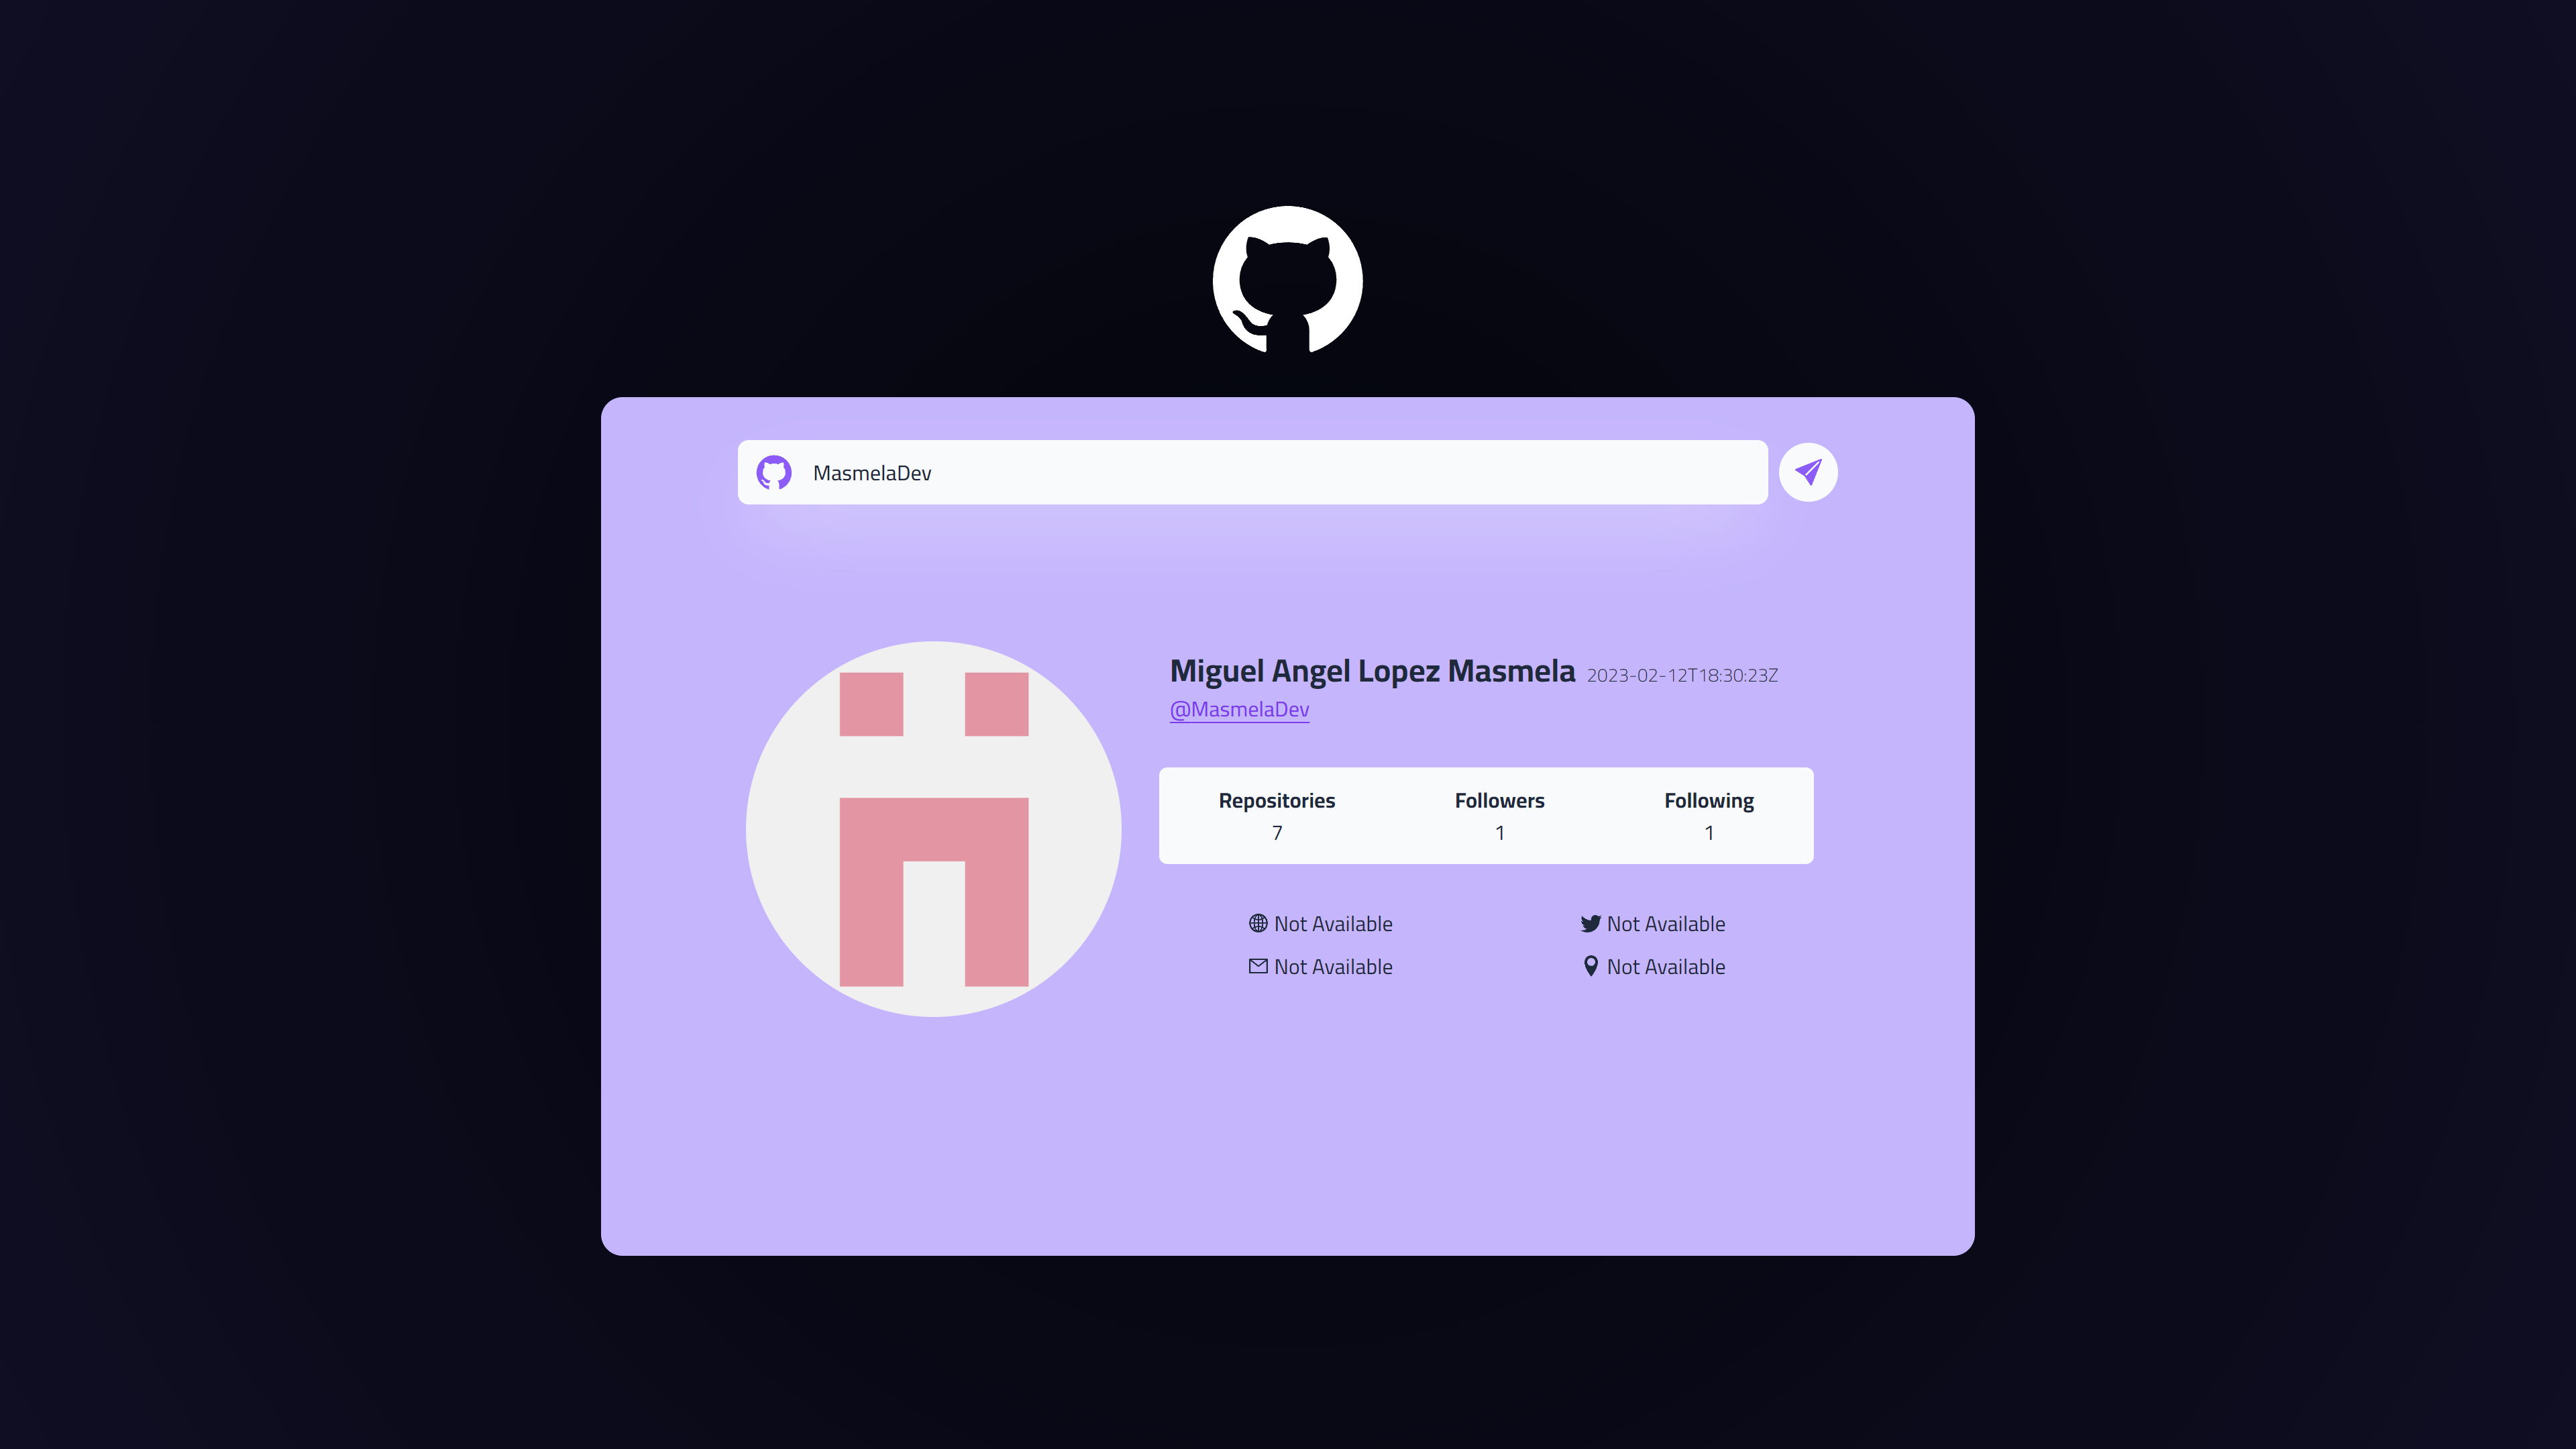 MasmelaDev
Miguel Angel Lopez Masmela 2023-02-12T18:30:23Z
@MasmelaDev
Repositories Followers Following
7 1 1
Not Available Not Available
Not Available Not Available